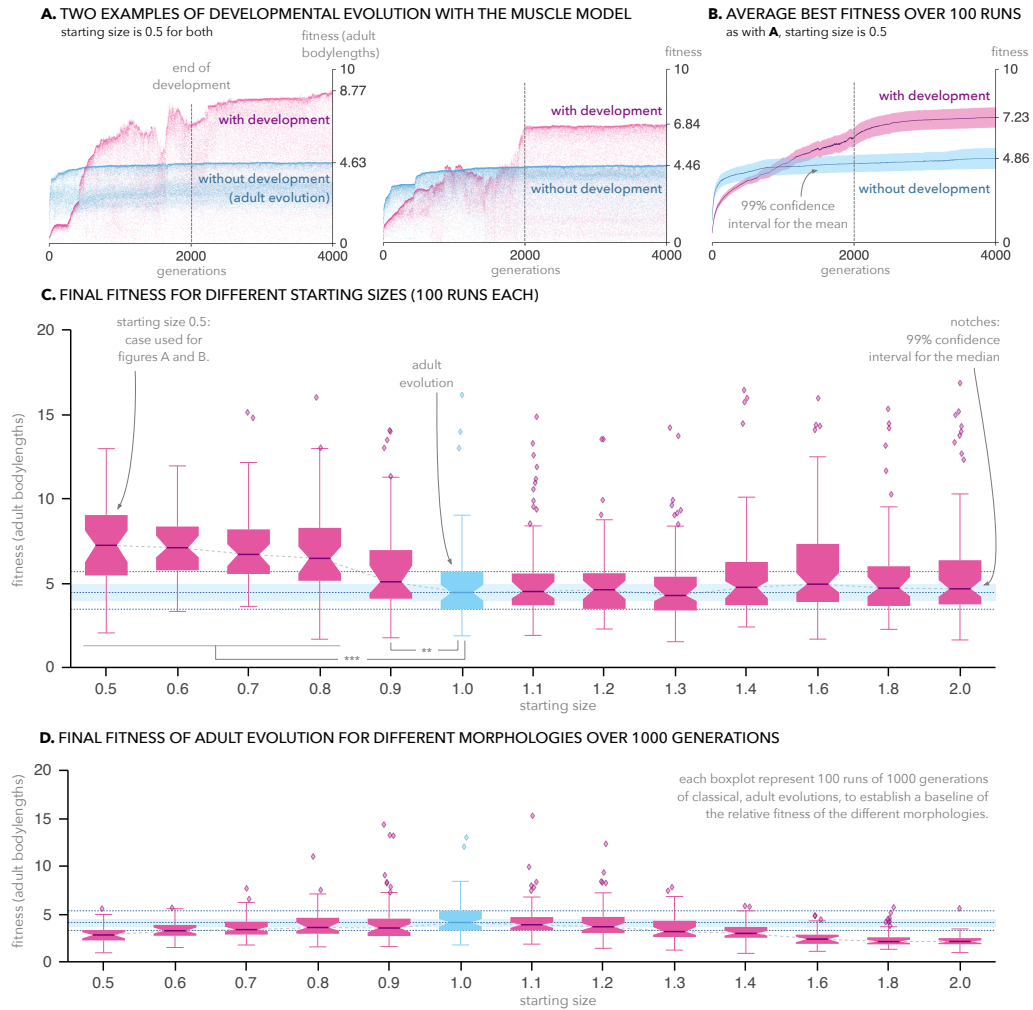 A. TWO EXAMPLES OF DEVELOPMENTAL EVOLUTION WITH THE MUSCLE MODEL
starting size is 0.5 for both
fitness (adult
bodylengths)
10
end of
development
8.77
with development
4.63
without development
(adult evolution)
0
0
2000
4000
generations
fitness
10
6.84
with development
4.46
without development
0
0
2000
4000
generations
B. AVERAGE BEST FITNESS OVER 100 RUNS
as with A, starting size is 0.5
fitness
10
with development
7.23
4.86
without development
99% confidence
interval for the mean
0
0
2000
4000
generations
C. FINAL FITNESS FOR DIFFERENT STARTING SIZES (100 RUNS EACH)
20
15
10
5
0
fitness (adult bodylengths)
starting size 0.5:
case used for
figures A and B.
adult
evolution
notches:
99% confidence
interval for the median
***
**
0.5
0.6
0.7
0.8
0.9
1.0
1.1
1.2
1.3
1.4
1.6
1.8
2.0
starting size
D. FINAL FITNESS OF ADULT EVOLUTION FOR DIFFERENT MORPHOLOGIES OVER 1000 GENERATIONS
20
15
10
5
0
fitness (adult bodylengths)
each boxplot represent 100 runs of 1000 generations
of classical, adult evolutions, to establish a baseline of
the relative fitness of the different morphologies.
0.5
0.6
0.7
0.8
0.9
1.0
1.1
1.2
1.3
1.4
1.6
1.8
2.0
starting size